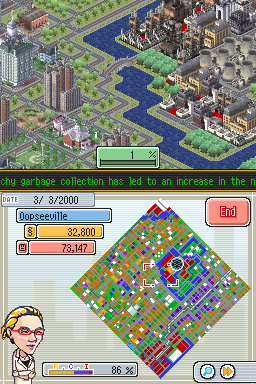 1 %
chy garbage collection has led to an increase in the n
DATE 3/ 3/2000
Oopseeville
End
$ 32,800
73,147
R. C. I
86 %